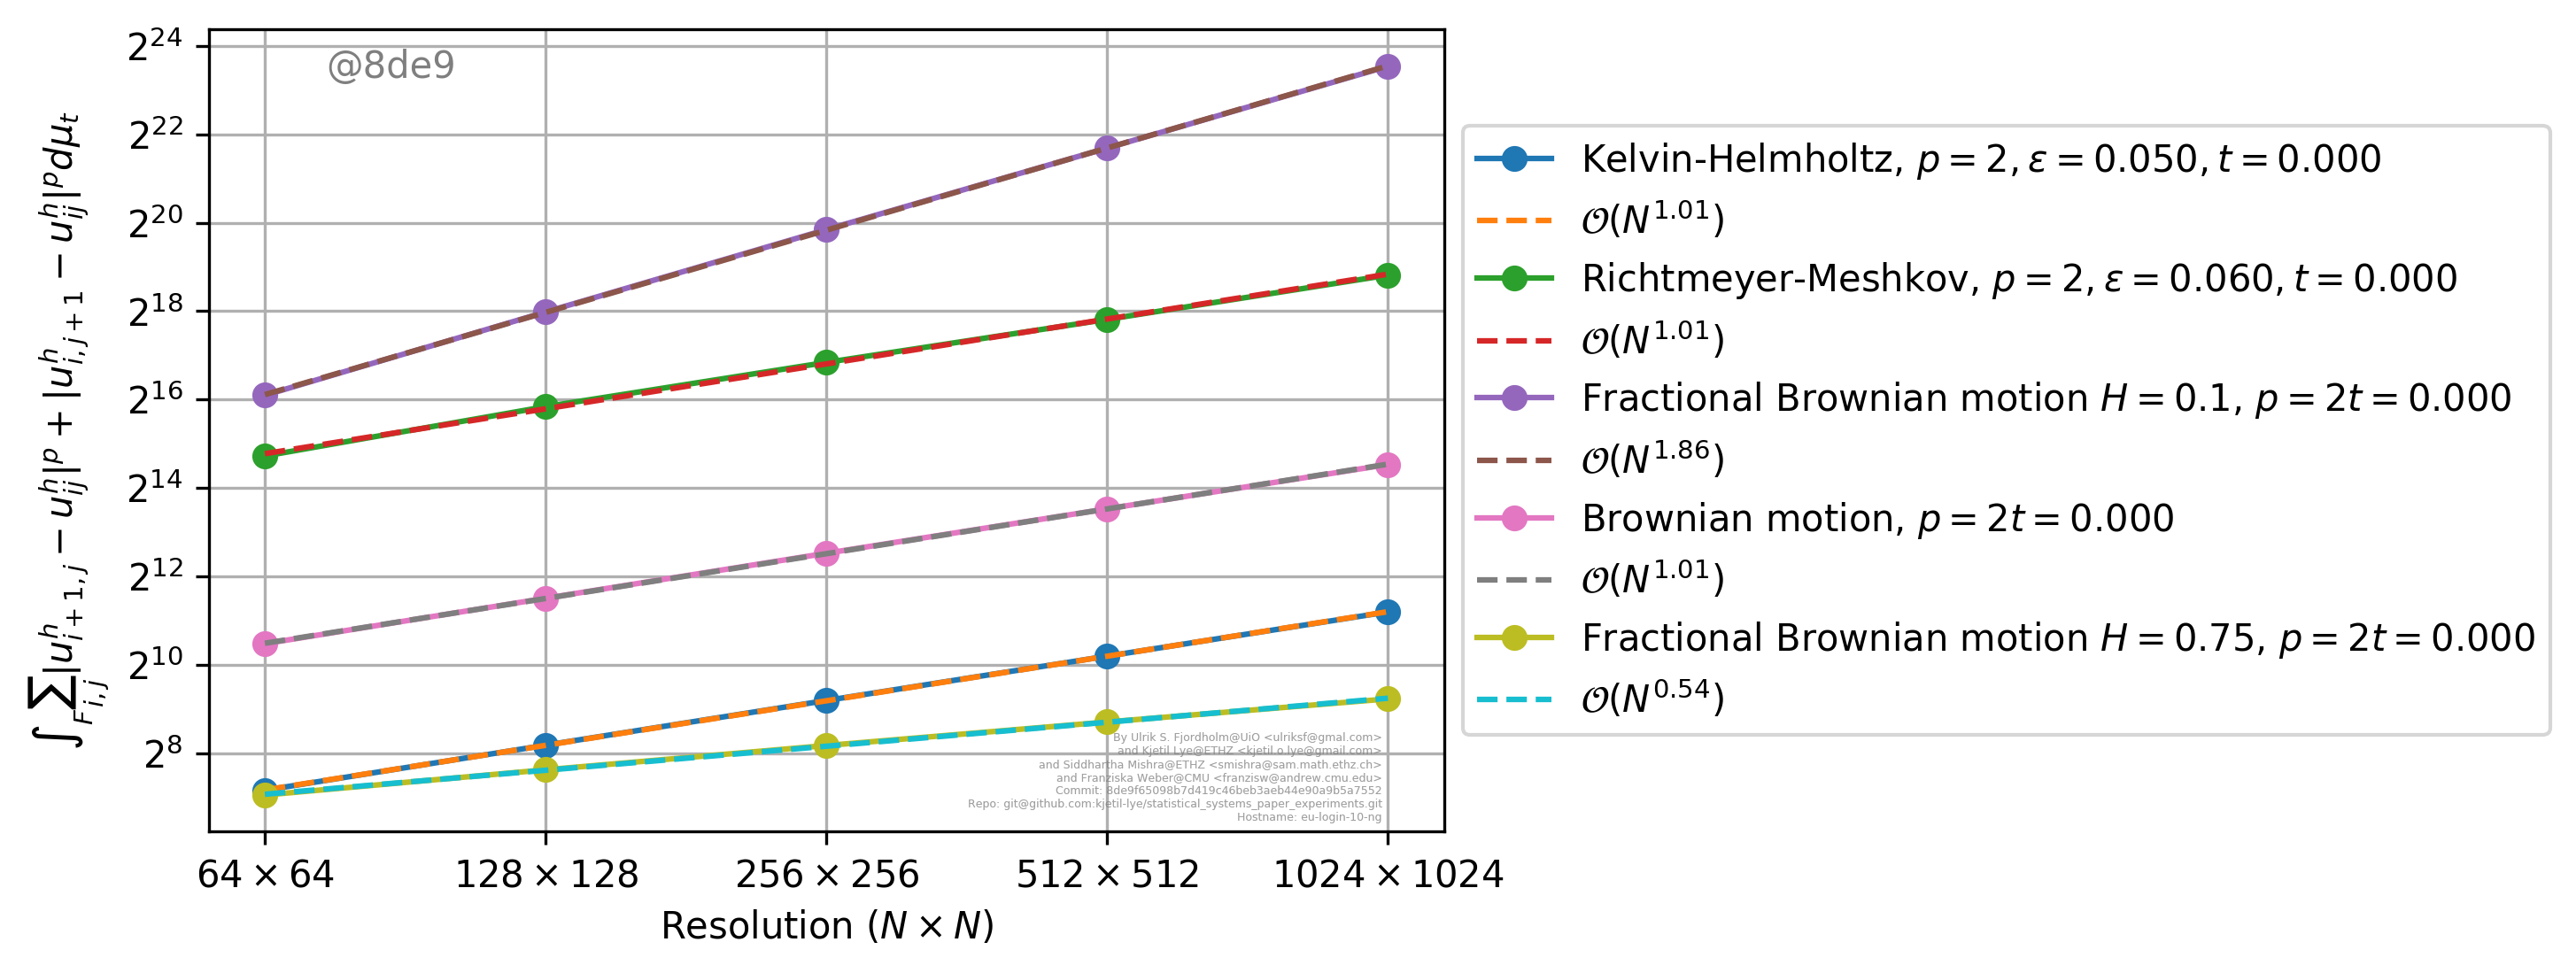 @8de9
2^24
2^22
2^20
2^18
2^16
2^14
2^12
2^10
2^8
∫ ∑_{F_{i,j}} |u^h_{i+1,j} − u^h_{ij}|^p + |u^h_{i,j+1} − u^h_{ij}|^p dμ_t
64 × 64
128 × 128
256 × 256
512 × 512
1024 × 1024
Resolution (N × N)
By Ulrik S. Fjordholm@UiO <ulriksf@gmal.com>
and Kjetil Lye@ETHZ <kjetil.o.lye@gmail.com>
and Siddhartha Mishra@ETHZ <smishra@sam.math.ethz.ch>
and Franziska Weber@CMU <franzisw@andrew.cmu.edu>
Commit: 8de9f65098b7d419c46beb3aeb44e90a9b5a7552
Repo: git@github.com:kjetil-lye/statistical_systems_paper_experiments.git
Hostname: eu-login-10-ng
Kelvin-Helmholtz, p = 2, ε = 0.050, t = 0.000
𝒪(N^1.01)
Richtmeyer-Meshkov, p = 2, ε = 0.060, t = 0.000
𝒪(N^1.01)
Fractional Brownian motion H = 0.1, p = 2t = 0.000
𝒪(N^1.86)
Brownian motion, p = 2t = 0.000
𝒪(N^1.01)
Fractional Brownian motion H = 0.75, p = 2t = 0.000
𝒪(N^0.54)